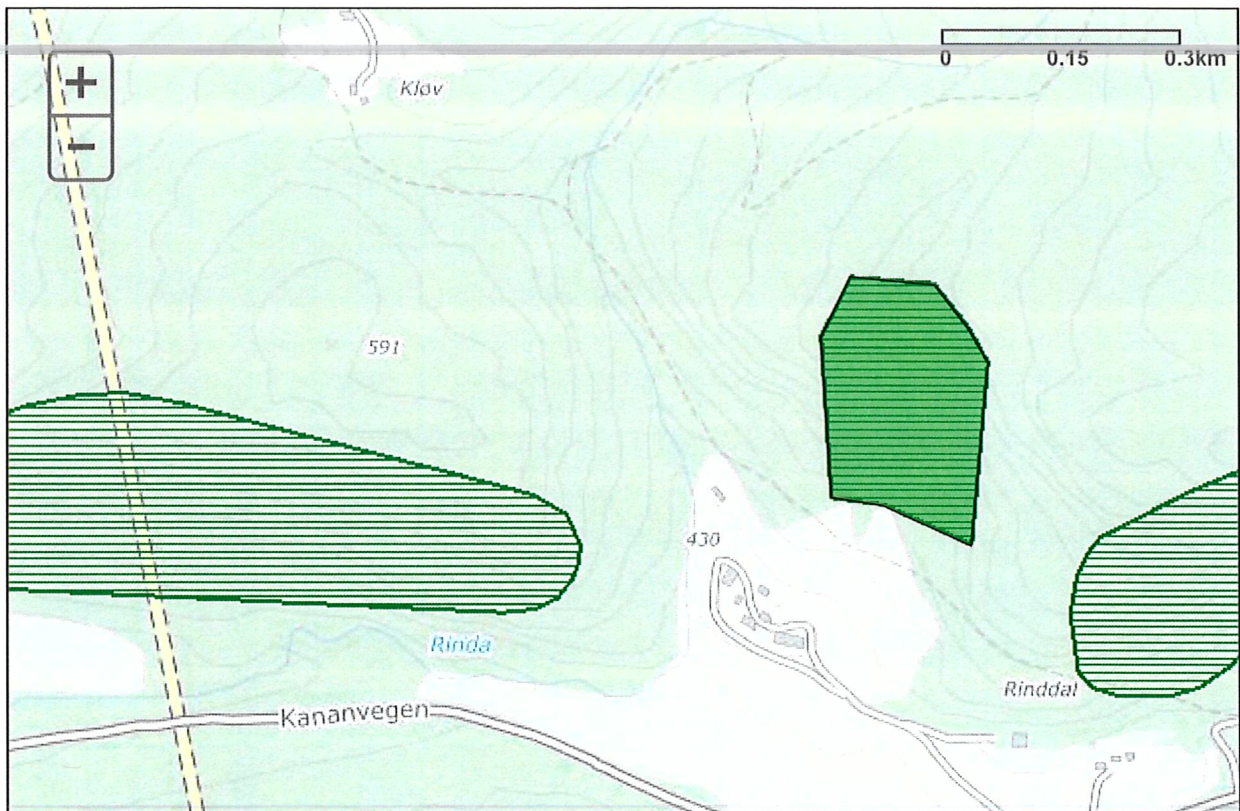 0 0.15 0.3km
+
Kløv
−
591
430
Rinda
Rinddal
Kananvegen